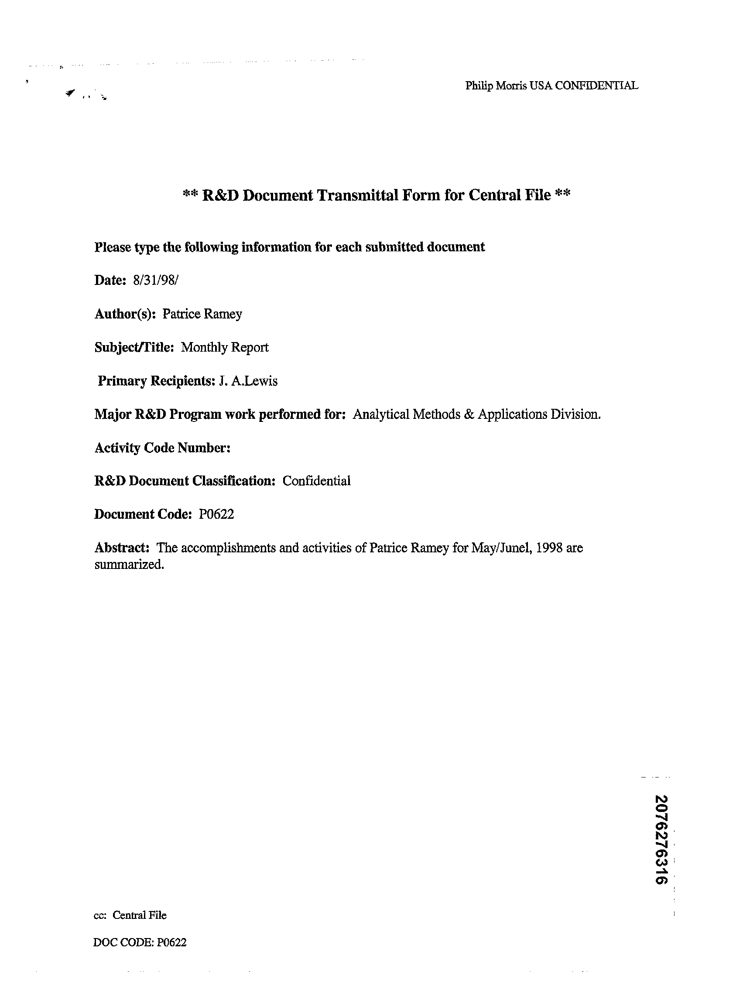 Philip Morris USA CONFIDENTIAL
** R&D Document Transmittal Form for Central File **
Please type the following information for each submitted document
Date: 8/31/98/
Author(s): Patrice Ramey
Subject/Title: Monthly Report
Primary Recipients: J. A.Lewis
Major R&D Program work performed for: Analytical Methods & Applications Division.
Activity Code Number:
R&D Document Classification: Confidential
Document Code: P0622
Abstract: The accomplishments and activities of Patrice Ramey for May/Junel, 1998 are
summarized.
2076276316
cc: Central File
DOC CODE: P0622